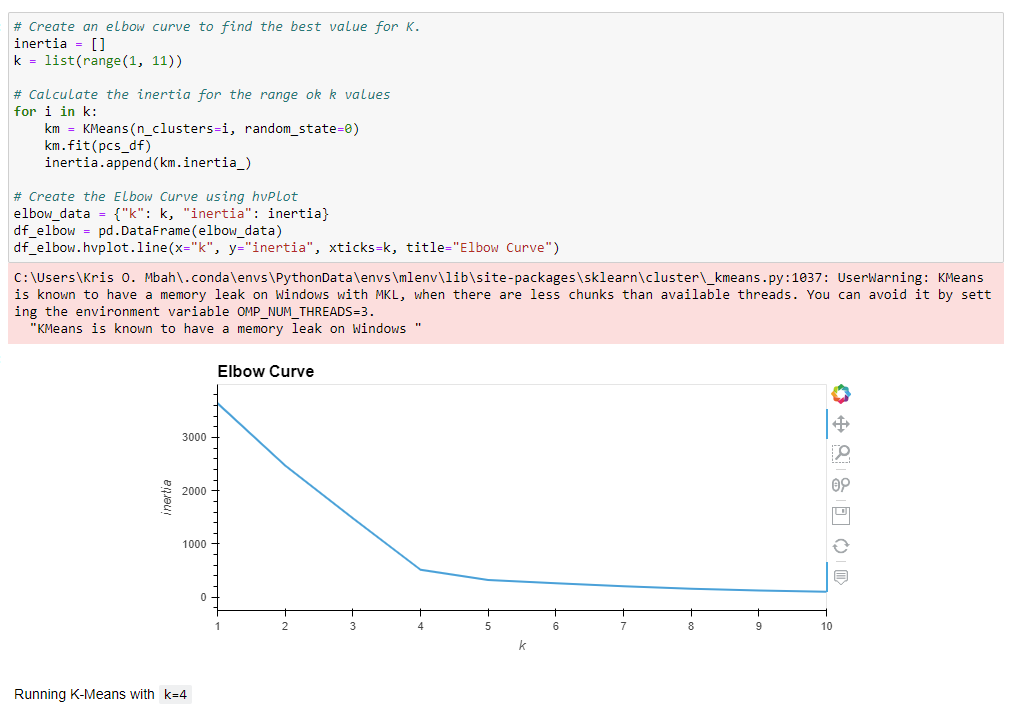 # Create an elbow curve to find the best value for K.
inertia = []
k = list(range(1, 11))
# Calculate the inertia for the range ok k values
for i in k:
    km = KMeans(n_clusters=i, random_state=0)
    km.fit(pcs_df)
    inertia.append(km.inertia_)
# Create the Elbow Curve using hvPlot
elbow_data = {"k": k, "inertia": inertia}
df_elbow = pd.DataFrame(elbow_data)
df_elbow.hvplot.line(x="k", y="inertia", xticks=k, title="Elbow Curve")
C:\Users\Kris O. Mbah\.conda\envs\PythonData\envs\mlenv\lib\site-packages\sklearn\cluster\_kmeans.py:1037: UserWarning: KMeans
is known to have a memory leak on Windows with MKL, when there are less chunks than available threads. You can avoid it by sett
ing the environment variable OMP_NUM_THREADS=3.
  "KMeans is known to have a memory leak on Windows "
Elbow Curve
3000
2000
1000
0
inertia
1 2 3 4 5 6 7 8 9 10
k
Running K-Means with k=4